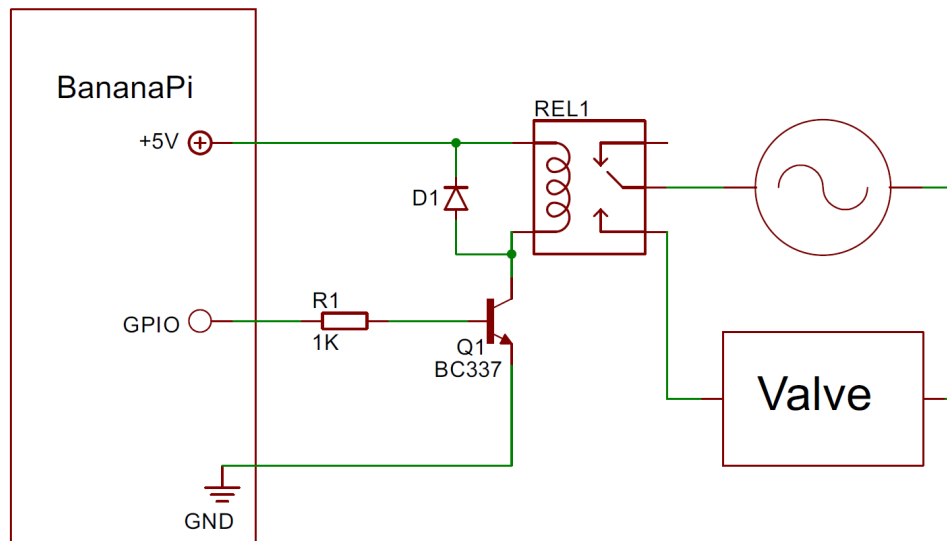 BananaPi
+5V
REL1
D1
GPIO
R1
1K
Q1
BC337
Valve
GND